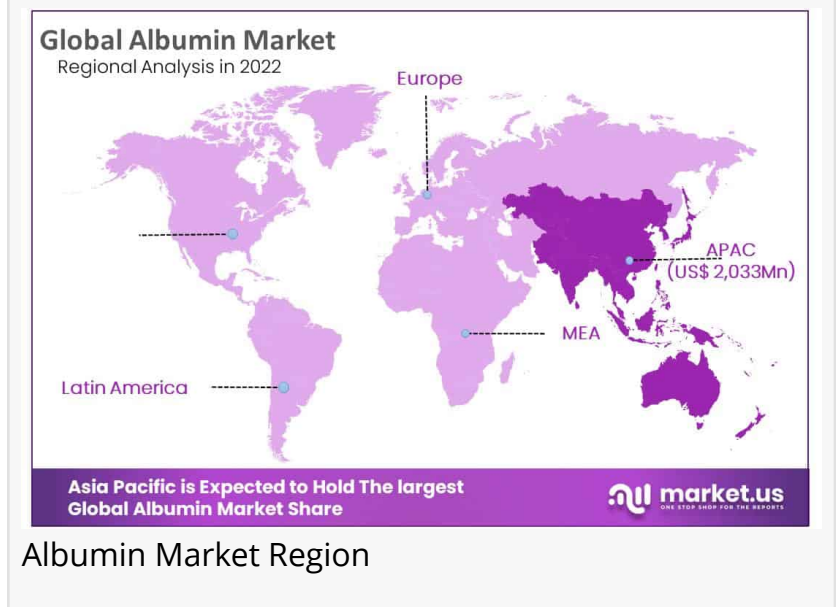 Global Albumin Market
Regional Analysis in 2022
Europe
APAC
(US$ 2,033Mn)
MEA
Latin America
Asia Pacific is Expected to Hold The largest
Global Albumin Market Share
market.us
ONE STOP SHOP FOR THE REPORTS
Albumin Market Region